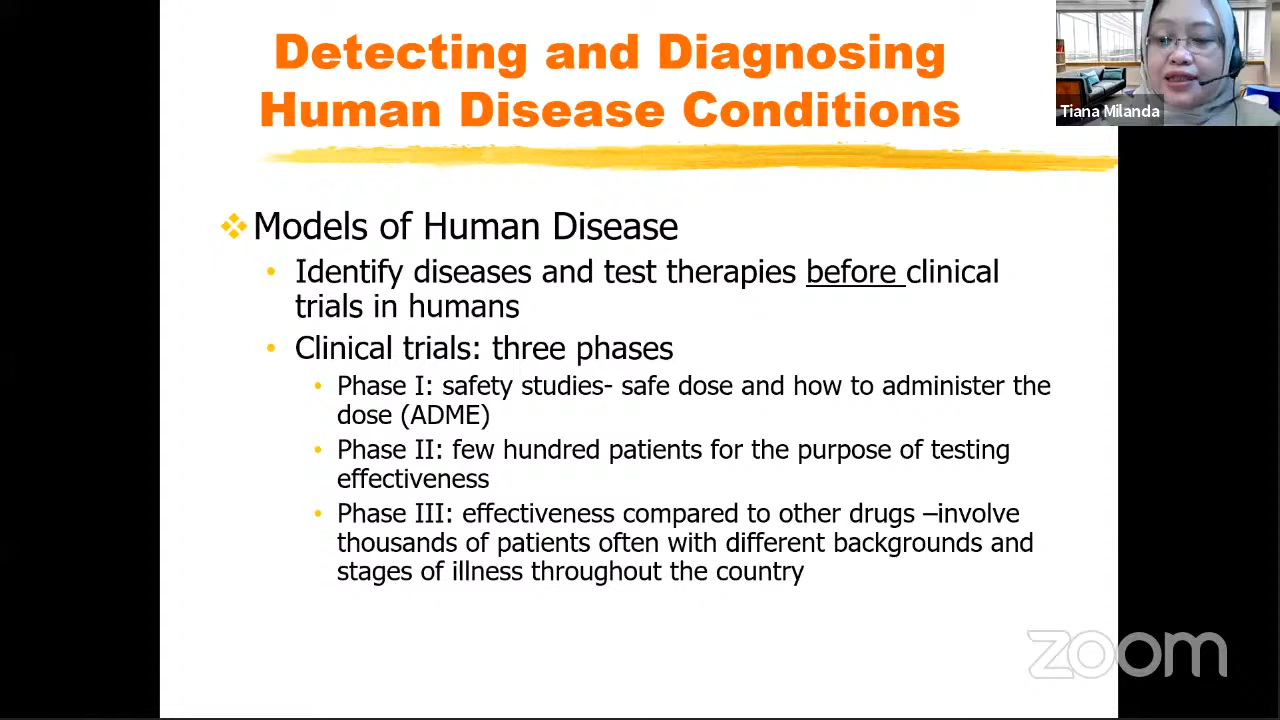 Detecting and Diagnosing
Human Disease Conditions
Tiana Milanda
Models of Human Disease
• Identify diseases and test therapies before clinical
trials in humans
• Clinical trials: three phases
• Phase I: safety studies- safe dose and how to administer the
dose (ADME)
• Phase II: few hundred patients for the purpose of testing
effectiveness
• Phase III: effectiveness compared to other drugs –involve
thousands of patients often with different backgrounds and
stages of illness throughout the country
zoom